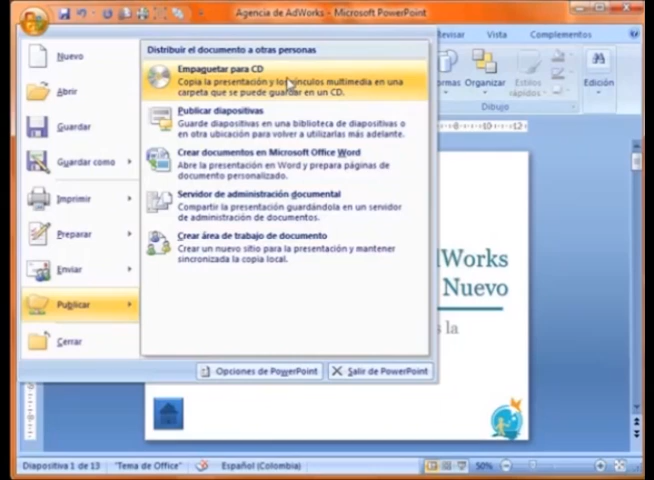 Agencia de AdWorks - Microsoft PowerPoint
Revisar Vista Complementos
Nuevo
Abrir
Guardar
Guardar como
Imprimir
Preparar
Enviar
Publicar
Cerrar
Distribuir el documento a otras personas
Empaquetar para CD
Copia la presentación y los vínculos multimedia en una
carpeta que se puede guardar en un CD.
Publicar diapositivas
Guarde diapositivas en una biblioteca de diapositivas o
en otra ubicación para volver a utilizarlas más adelante.
Crear documentos en Microsoft Office Word
Abre la presentación en Word y prepara páginas de
documento personalizado.
Servidor de administración documental
Compartir la presentación guardándola en un servidor
de administración de documentos.
Crear área de trabajo de documento
Crear un nuevo sitio para la presentación y mantener
sincronizada la copia local.
Opciones de PowerPoint
Salir de PowerPoint
rmas Organizar Estilos rápidos Edición
Dibujo
8 10 12
dWorks
Nuevo
s la
Diapositiva 1 de 13 "Tema de Office" Español (Colombia) 50%